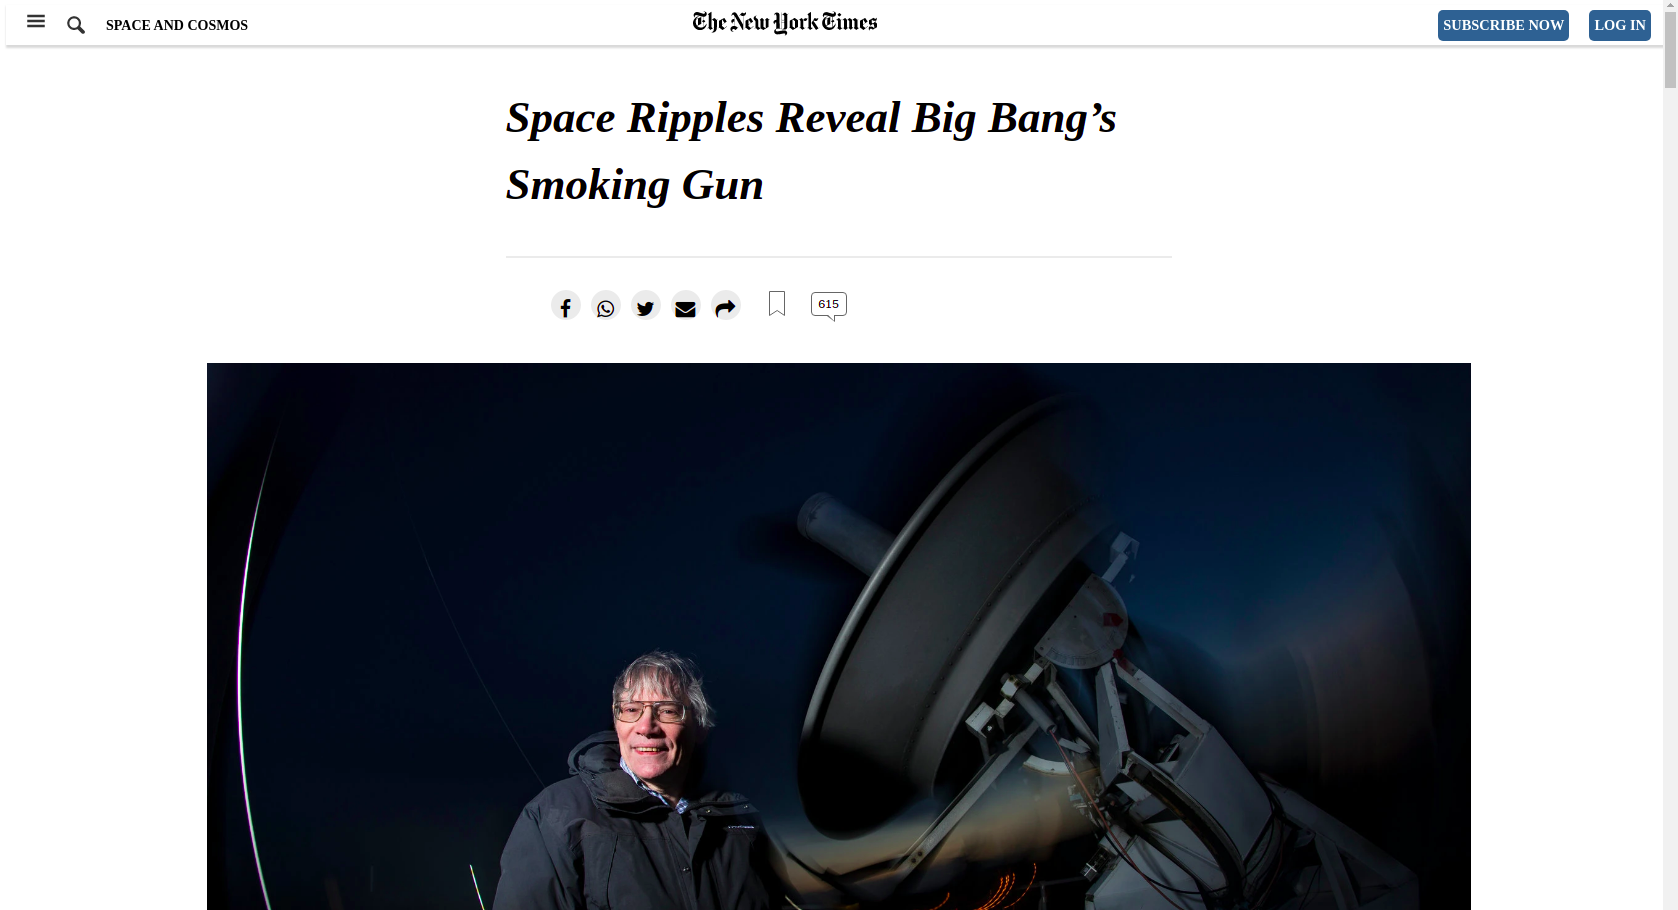 SPACE AND COSMOS
The New York Times
SUBSCRIBE NOW
LOG IN
Space Ripples Reveal Big Bang’s
Smoking Gun
615